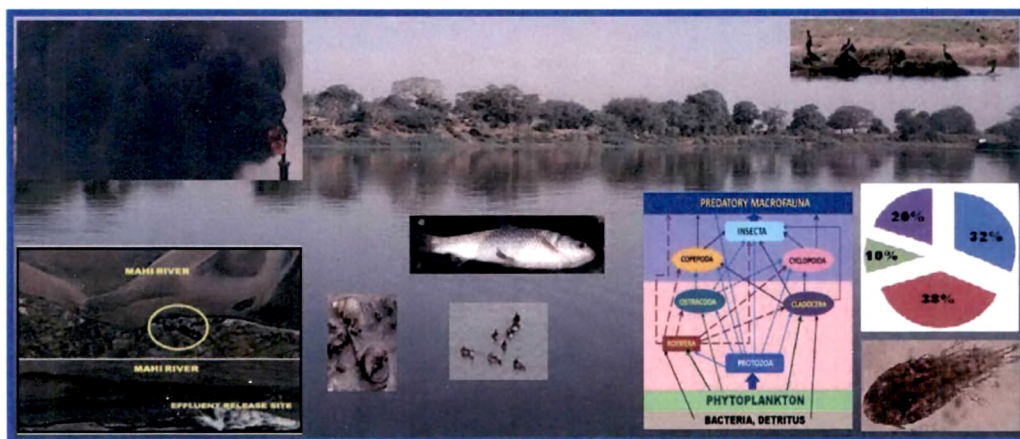 MAHI RIVER
MAHI RIVER
EFFLUENT RELEASE SITE
PREDATORY MACROFAUNA
INSECTA
COPEPODA
CYCLOPOIDA
OSTRACODA
CLADOCERA
ROTIFERA
PROTOZOA
PHYTOPLANKTON
BACTERIA, DETRITUS
20%
32%
10%
38%